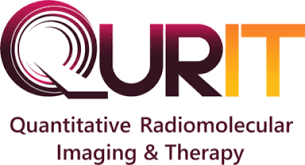 QURIT
Quantitative Radiomolecular
Imaging & Therapy